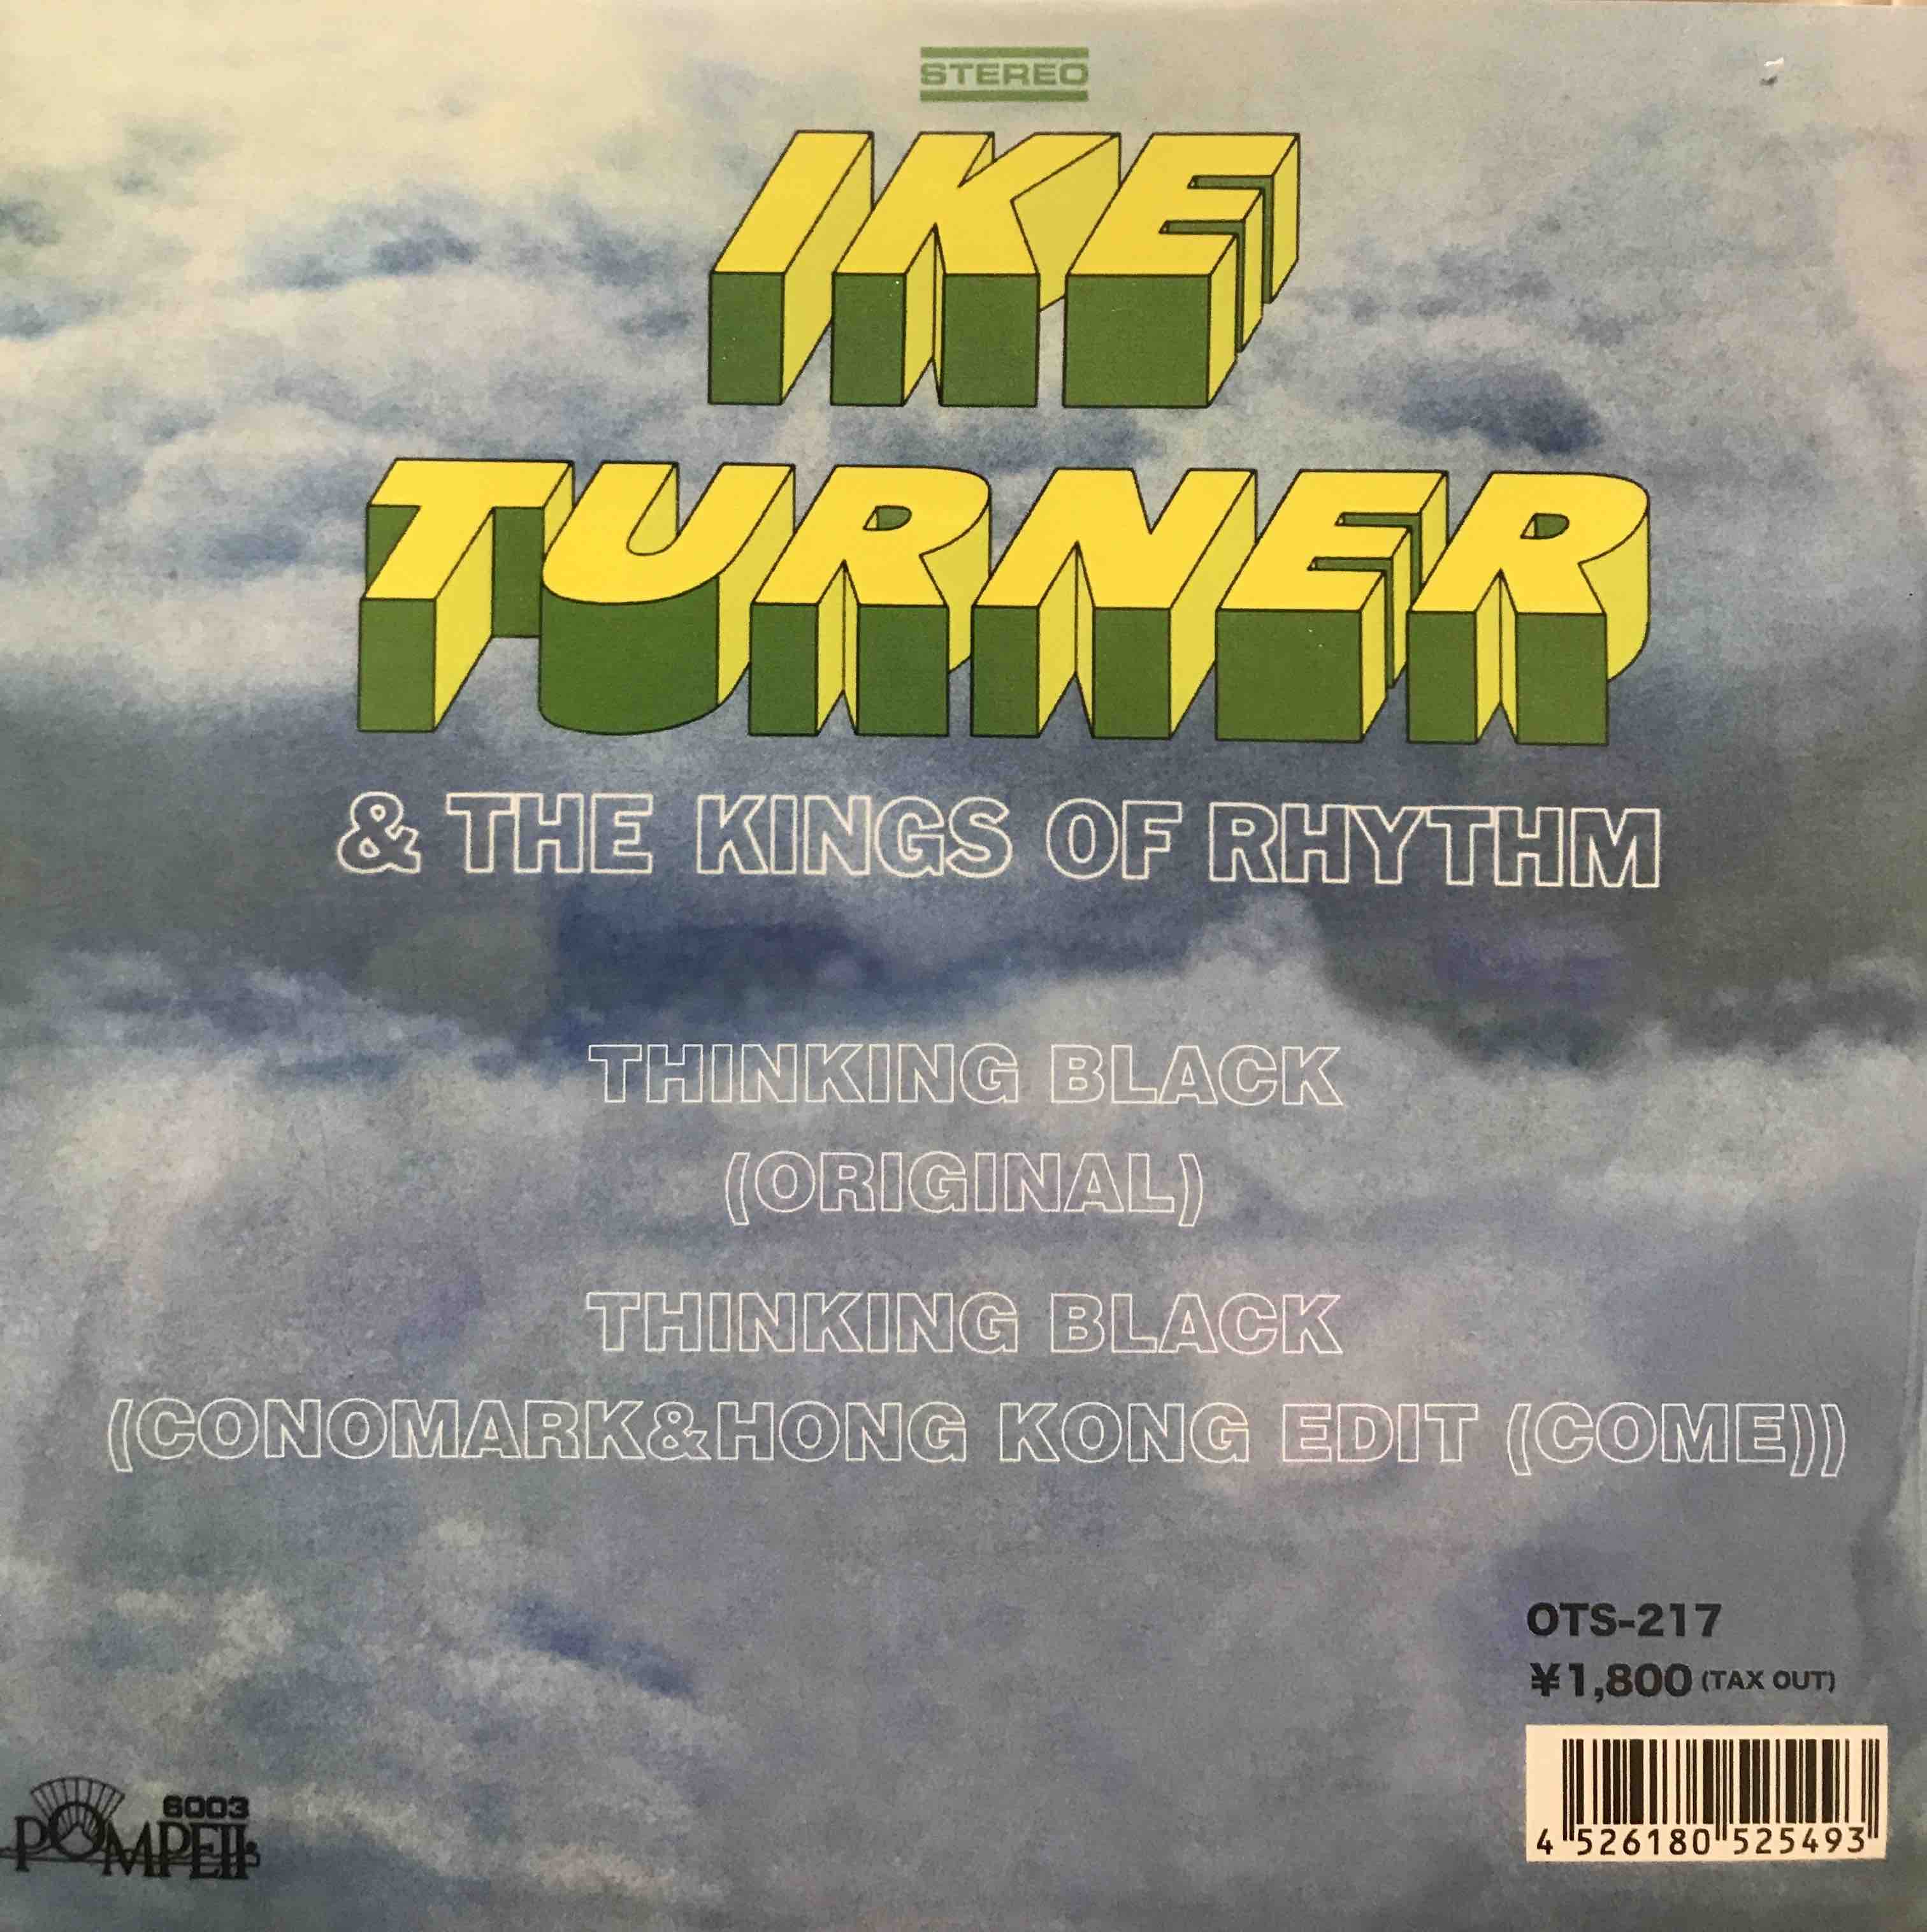 STEREO
IKE
TURNER
& THE KINGS OF RHYTHM
THINKING BLACK
(ORIGINAL)
THINKING BLACK
(CONOMARK&HONG KONG EDIT (COME))
OTS-217
¥1,800 (TAX OUT)
6003
POMPEII
4 526180 525493